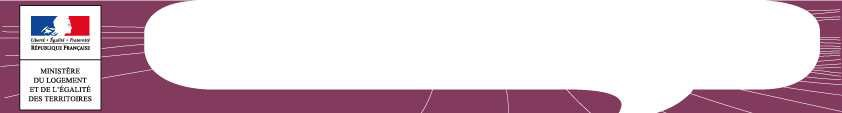 Liberté • Égalité • Fraternité
RÉPUBLIQUE FRANÇAISE
MINISTÈRE
DU LOGEMENT
ET DE L'ÉGALITÉ
DES TERRITOIRES